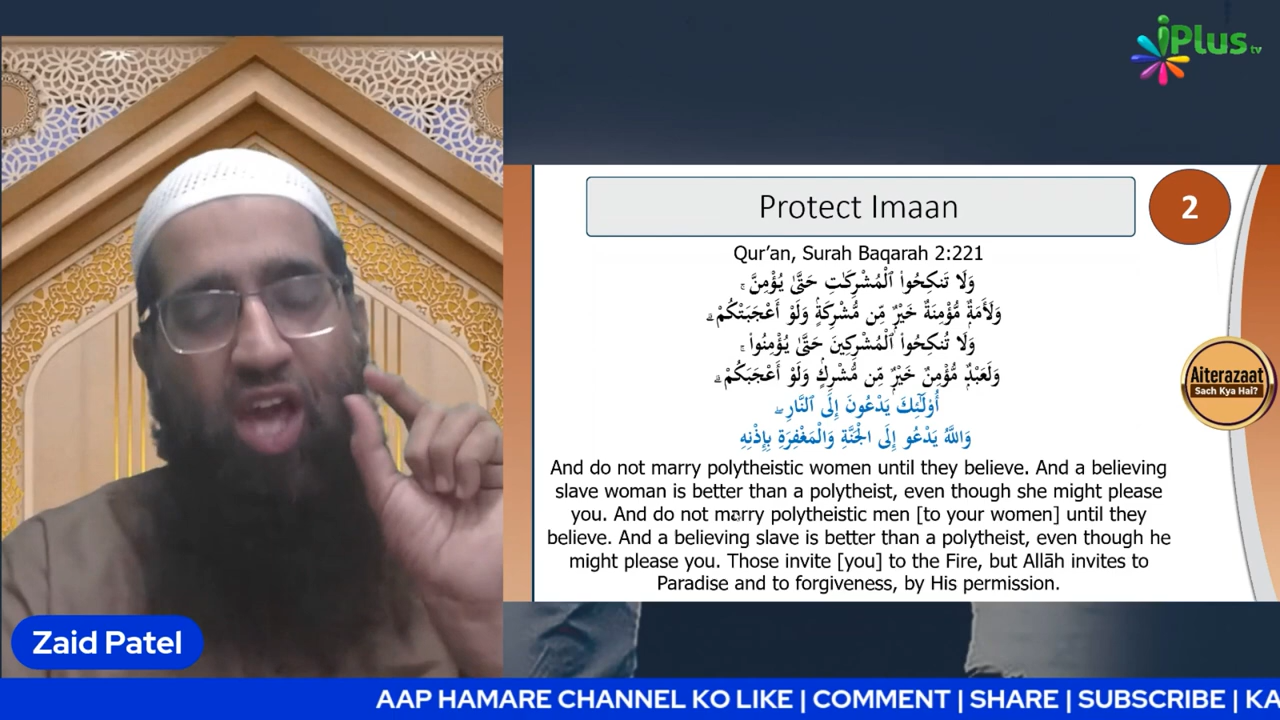 iPlus tv
Protect Imaan
2
Qur’an, Surah Baqarah 2:221
وَلَا تَنكِحُوا۟ ٱلْمُشْرِكَـٰتِ حَتَّىٰ يُؤْمِنَّ ۚ
وَلَأَمَةٌ مُّؤْمِنَةٌ خَيْرٌ مِّن مُّشْرِكَةٍ وَلَوْ أَعْجَبَتْكُمْ ۗ
وَلَا تُنكِحُوا۟ ٱلْمُشْرِكِينَ حَتَّىٰ يُؤْمِنُوا۟ ۚ
وَلَعَبْدٌ مُّؤْمِنٌ خَيْرٌ مِّن مُّشْرِكٍ وَلَوْ أَعْجَبَكُمْ ۗ
أُو۟لَـٰٓئِكَ يَدْعُونَ إِلَى ٱلنَّارِ ۖ
وَاللَّهُ يَدْعُو إِلَى الْجَنَّةِ وَالْمَغْفِرَةِ بِإِذْنِهِ
And do not marry polytheistic women until they believe. And a believing
slave woman is better than a polytheist, even though she might please
you. And do not marry polytheistic men [to your women] until they
believe. And a believing slave is better than a polytheist, even though he
might please you. Those invite [you] to the Fire, but Allāh invites to
Paradise and to forgiveness, by His permission.
Aiterazaat
Sach Kya Hai?
Zaid Patel
AAP HAMARE CHANNEL KO LIKE | COMMENT | SHARE | SUBSCRIBE | KA